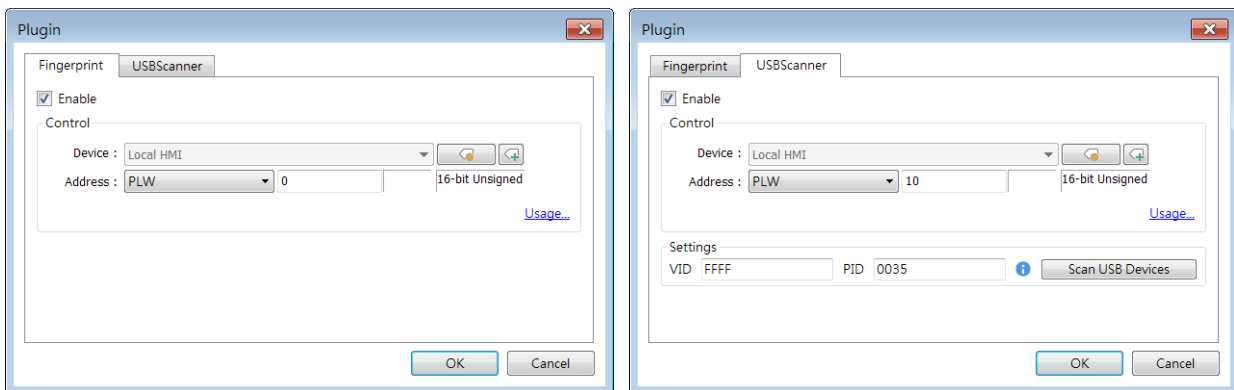 Plugin
Fingerprint USBScanner
Enable
Control
Device : Local HMI
Address : PLW 0 16-bit Unsigned
Usage...
OK Cancel
Plugin
Fingerprint USBScanner
Enable
Control
Device : Local HMI
Address : PLW 10 16-bit Unsigned
Usage...
Settings
VID FFFF PID 0035 Scan USB Devices
OK Cancel